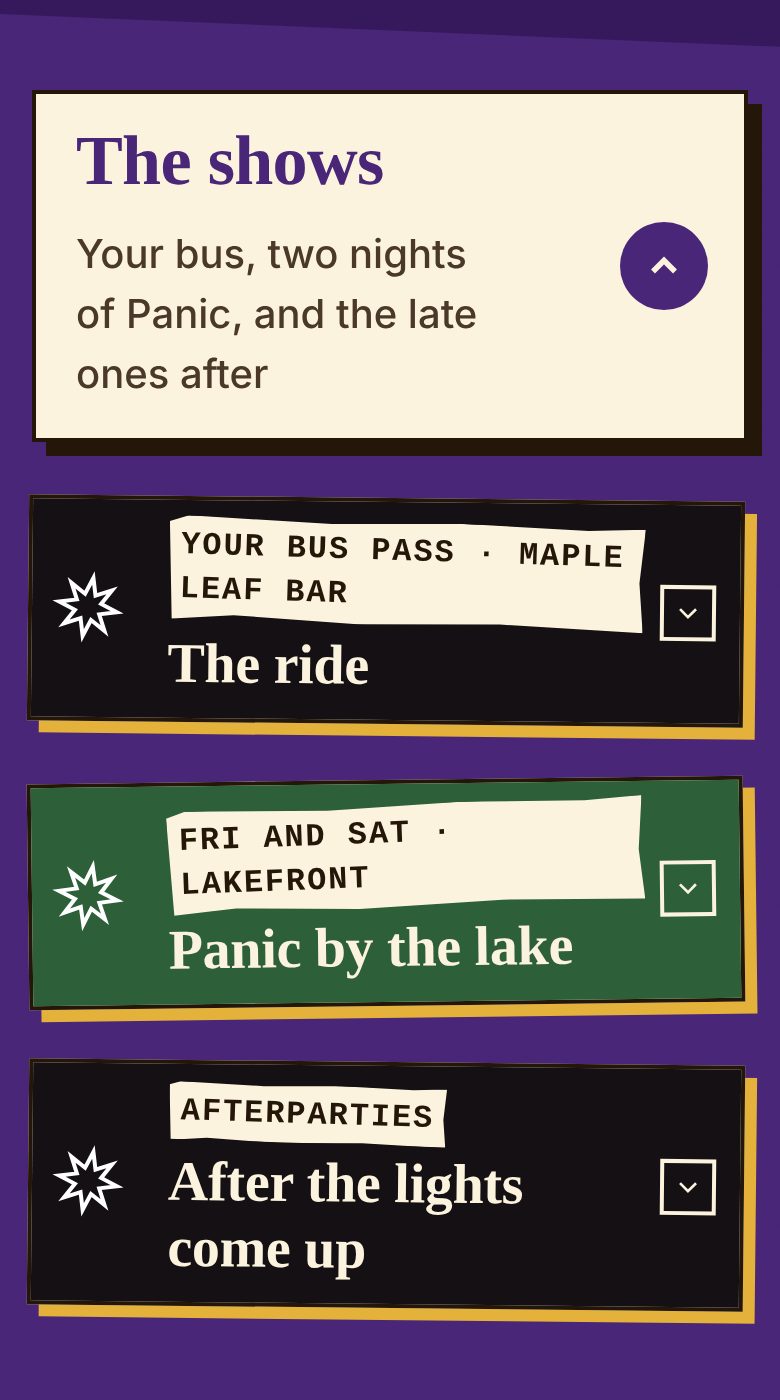 The shows
Your bus, two nights
of Panic, and the late
ones after
YOUR BUS PASS · MAPLE
LEAF BAR
The ride
FRI AND SAT ·
LAKEFRONT
Panic by the lake
AFTERPARTIES
After the lights
come up